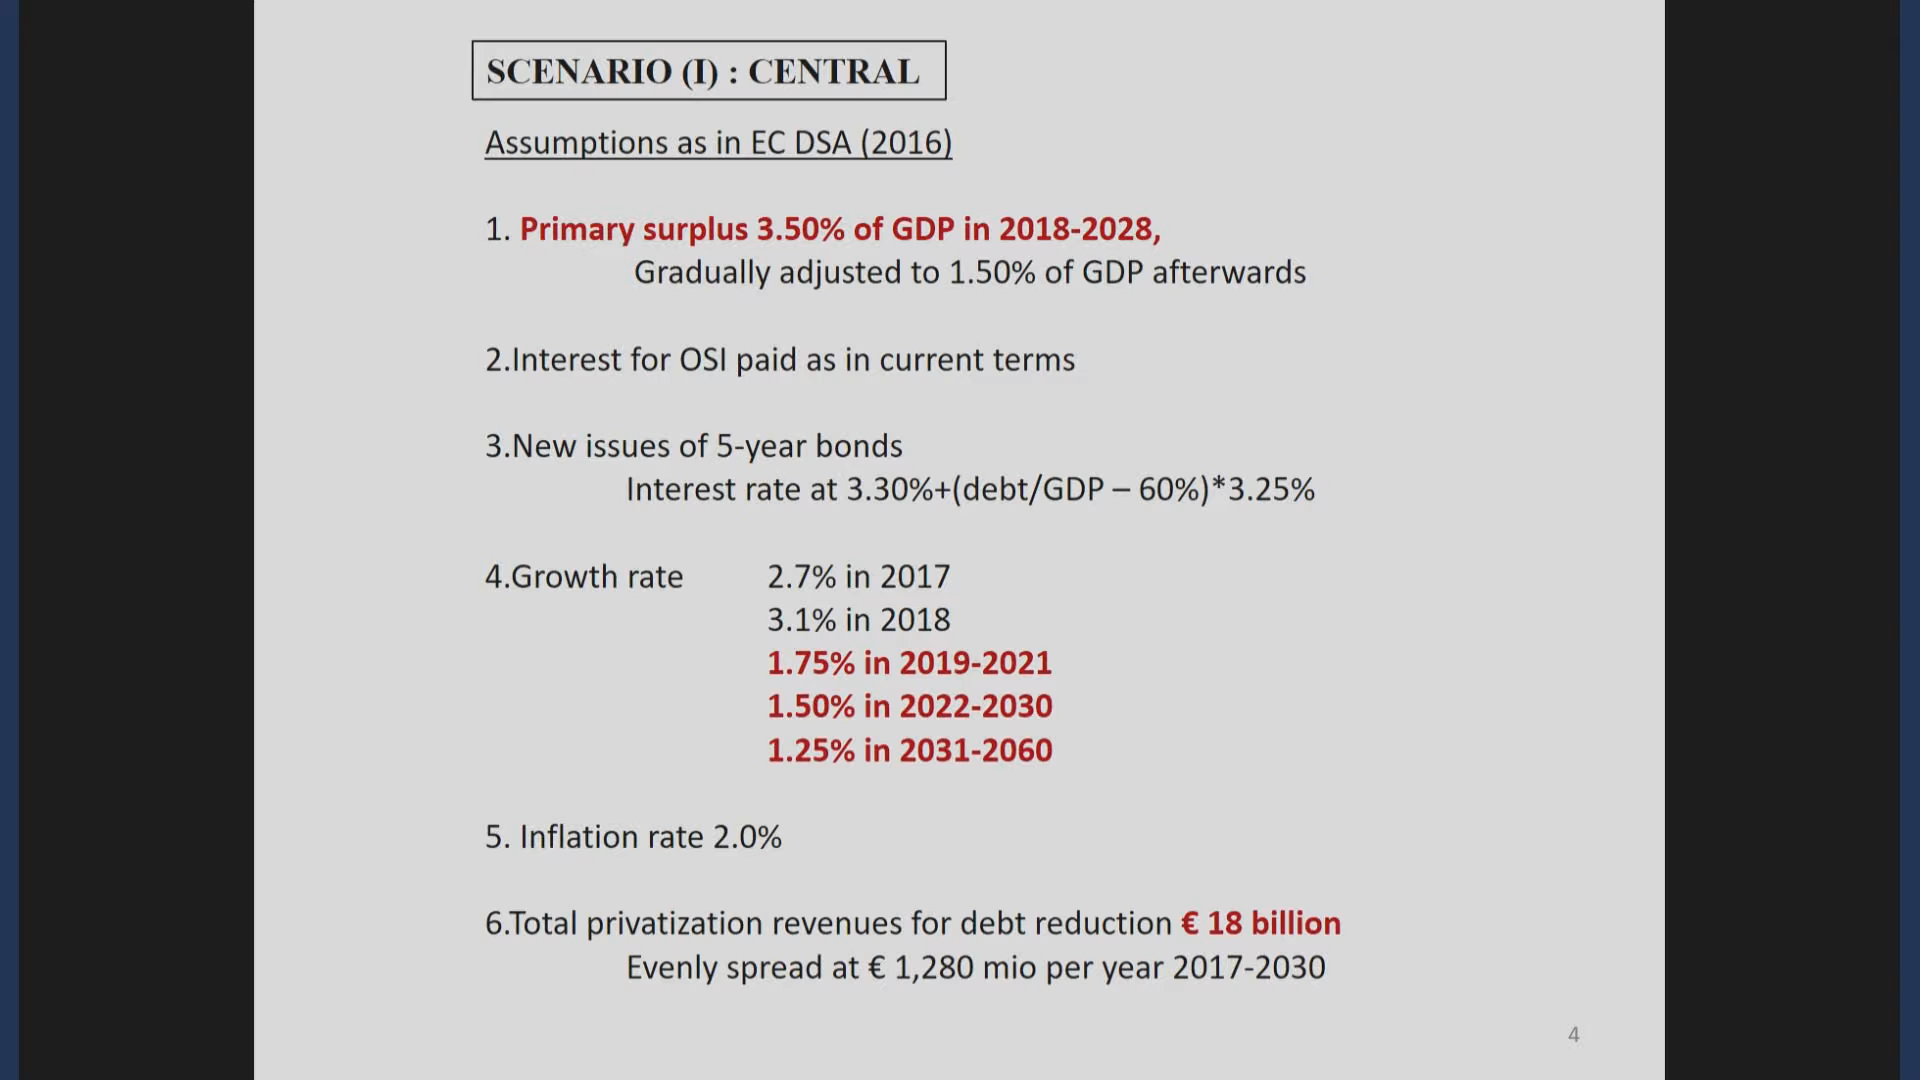 SCENARIO (I) : CENTRAL
Assumptions as in EC DSA (2016)
1. Primary surplus 3.50% of GDP in 2018-2028,
Gradually adjusted to 1.50% of GDP afterwards
2.Interest for OSI paid as in current terms
3.New issues of 5-year bonds
Interest rate at 3.30%+(debt/GDP – 60%)*3.25%
4.Growth rate 2.7% in 2017
3.1% in 2018
1.75% in 2019-2021
1.50% in 2022-2030
1.25% in 2031-2060
5. Inflation rate 2.0%
6.Total privatization revenues for debt reduction € 18 billion
Evenly spread at € 1,280 mio per year 2017-2030
4